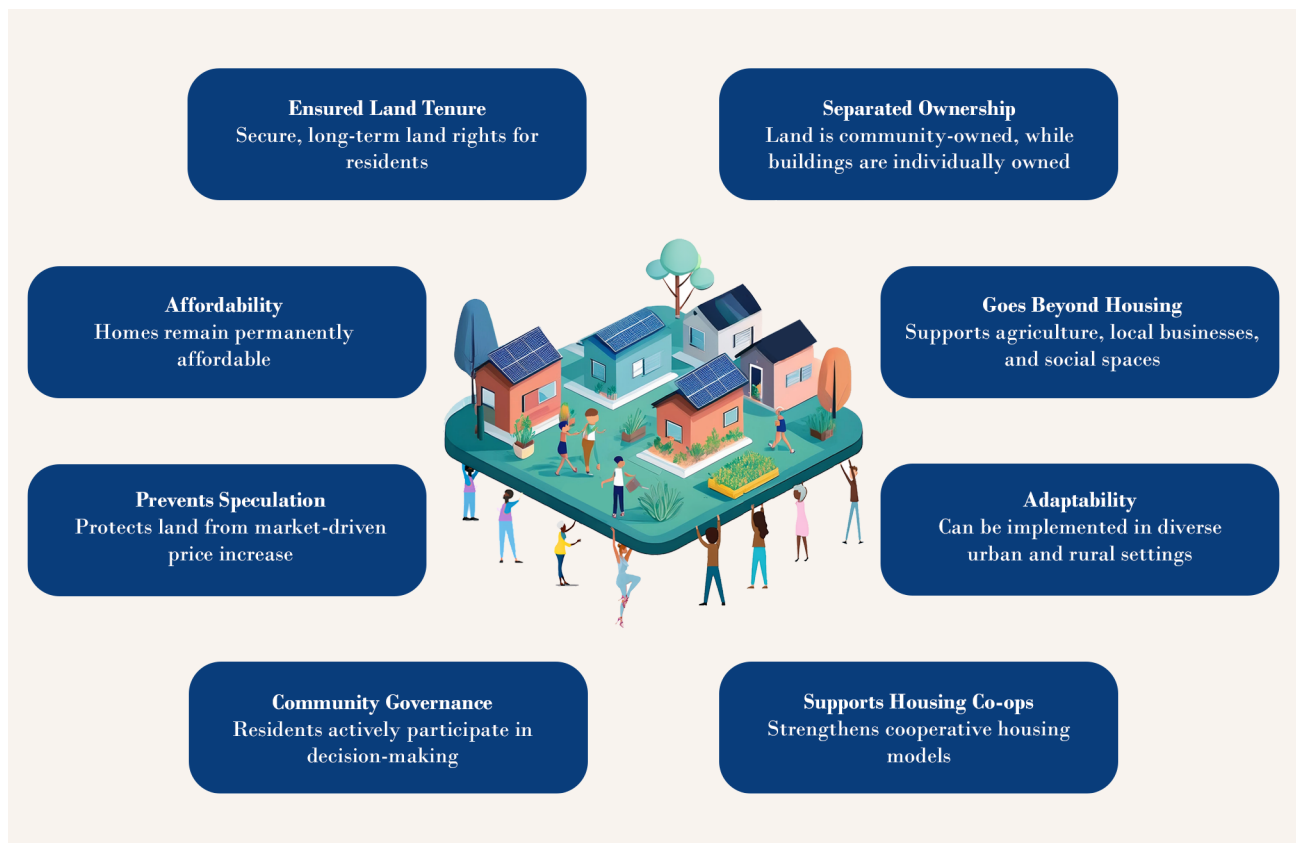 Ensured Land Tenure
Secure, long-term land rights for
residents
Separated Ownership
Land is community-owned, while
buildings are individually owned
Affordability
Homes remain permanently
affordable
Goes Beyond Housing
Supports agriculture, local businesses,
and social spaces
Prevents Speculation
Protects land from market-driven
price increase
Adaptability
Can be implemented in diverse
urban and rural settings
Community Governance
Residents actively participate in
decision-making
Supports Housing Co-ops
Strengthens cooperative housing
models